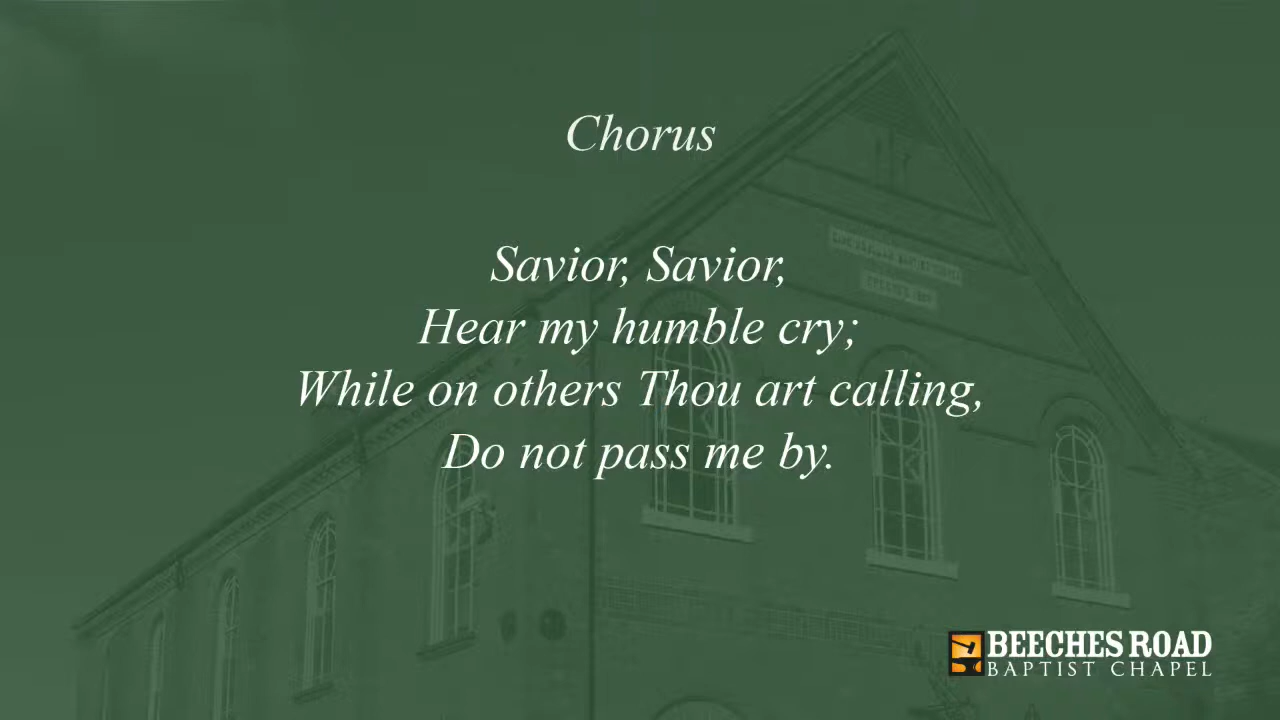 Chorus
Savior, Savior,
Hear my humble cry;
While on others Thou art calling,
Do not pass me by.
BEECHES ROAD
BAPTIST CHAPEL